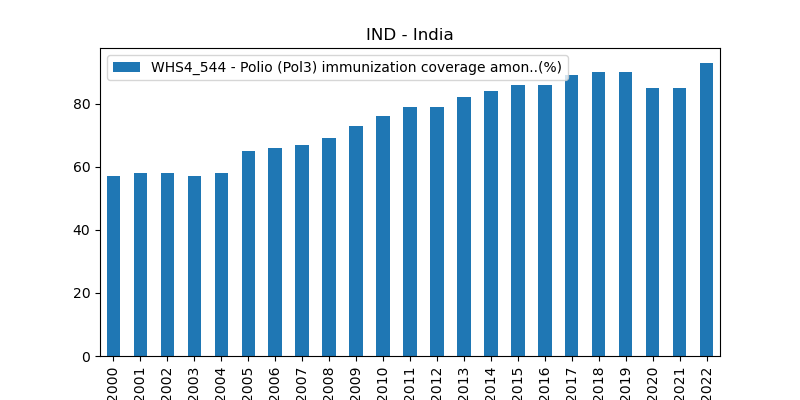 IND - India
WHS4_544 - Polio (Pol3) immunization coverage amon..(%)
80
60
40
20
0
2000 2001 2002 2003 2004 2005 2006 2007 2008 2009 2010 2011 2012 2013 2014 2015 2016 2017 2018 2019 2020 2021 2022